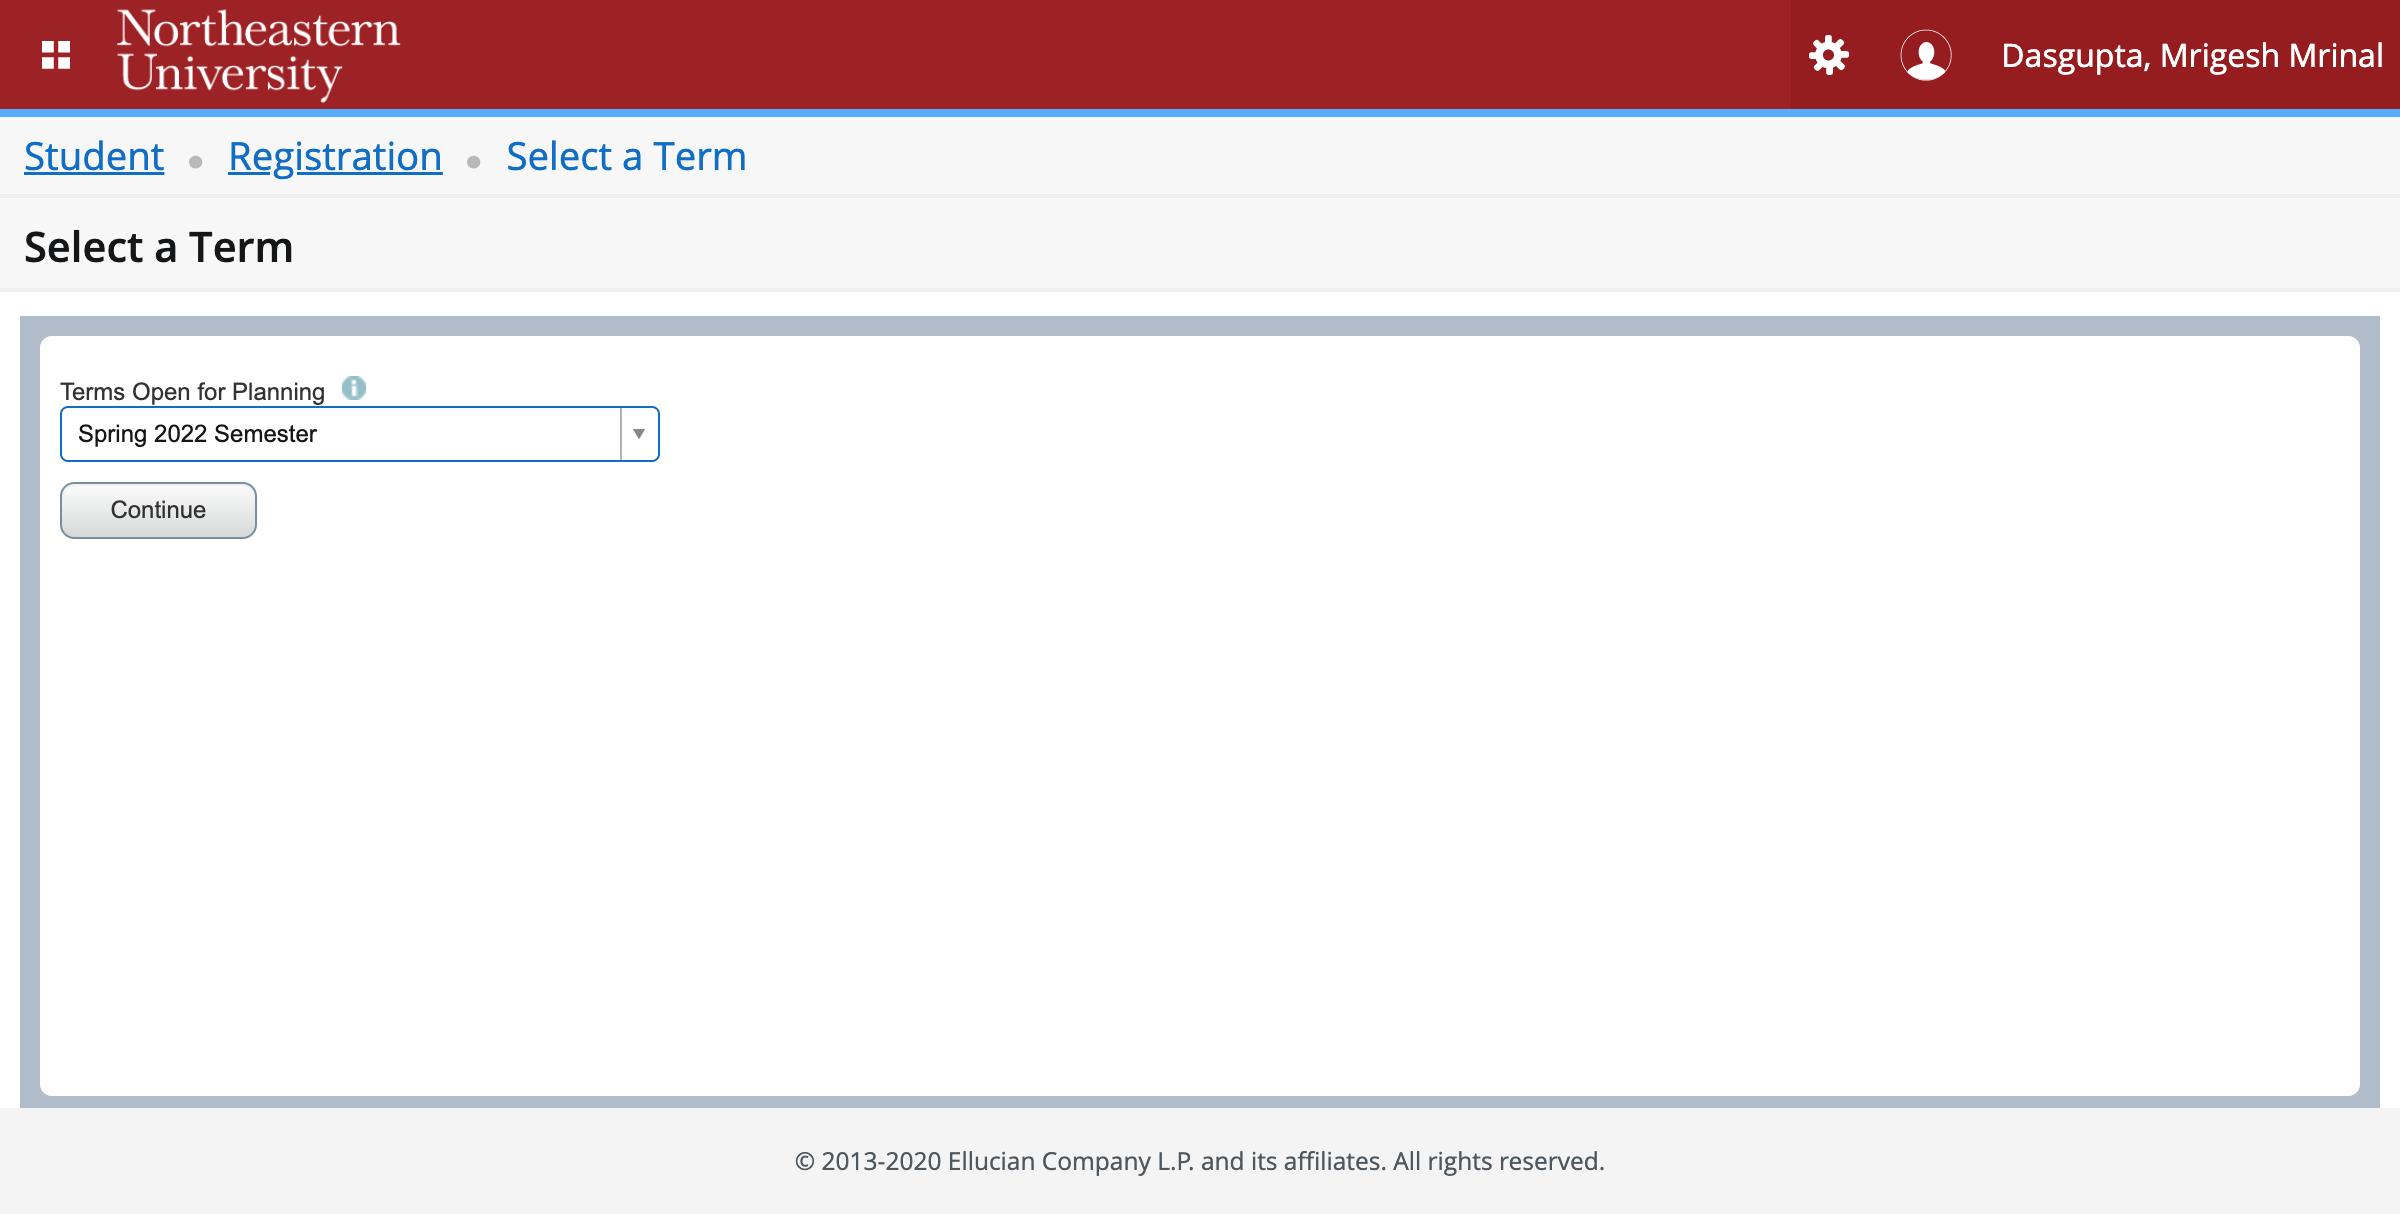 Northeastern
University
Dasgupta, Mrigesh Mrinal
Student • Registration • Select a Term
Select a Term
Terms Open for Planning
Spring 2022 Semester
Continue
© 2013-2020 Ellucian Company L.P. and its affiliates. All rights reserved.